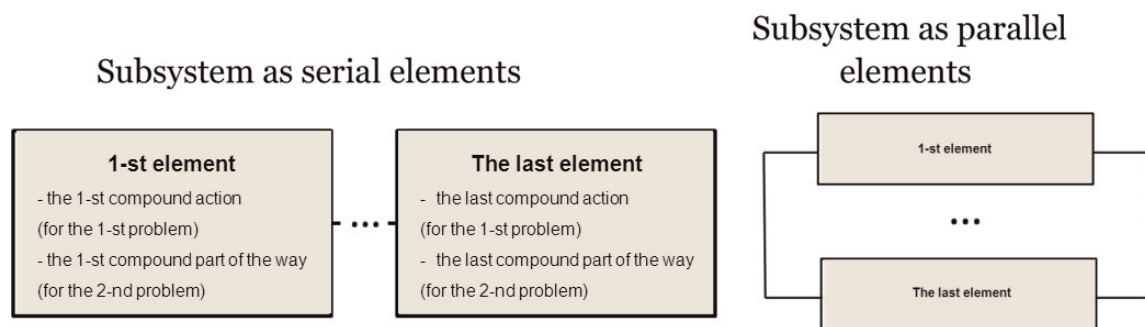 Subsystem as serial elements
Subsystem as parallel
elements
1-st element
- the 1-st compound action
(for the 1-st problem)
- the 1-st compound part of the way
(for the 2-nd problem)
...
The last element
- the last compound action
(for the 1-st problem)
- the last compound part of the way
(for the 2-nd problem)
1-st element
...
The last element